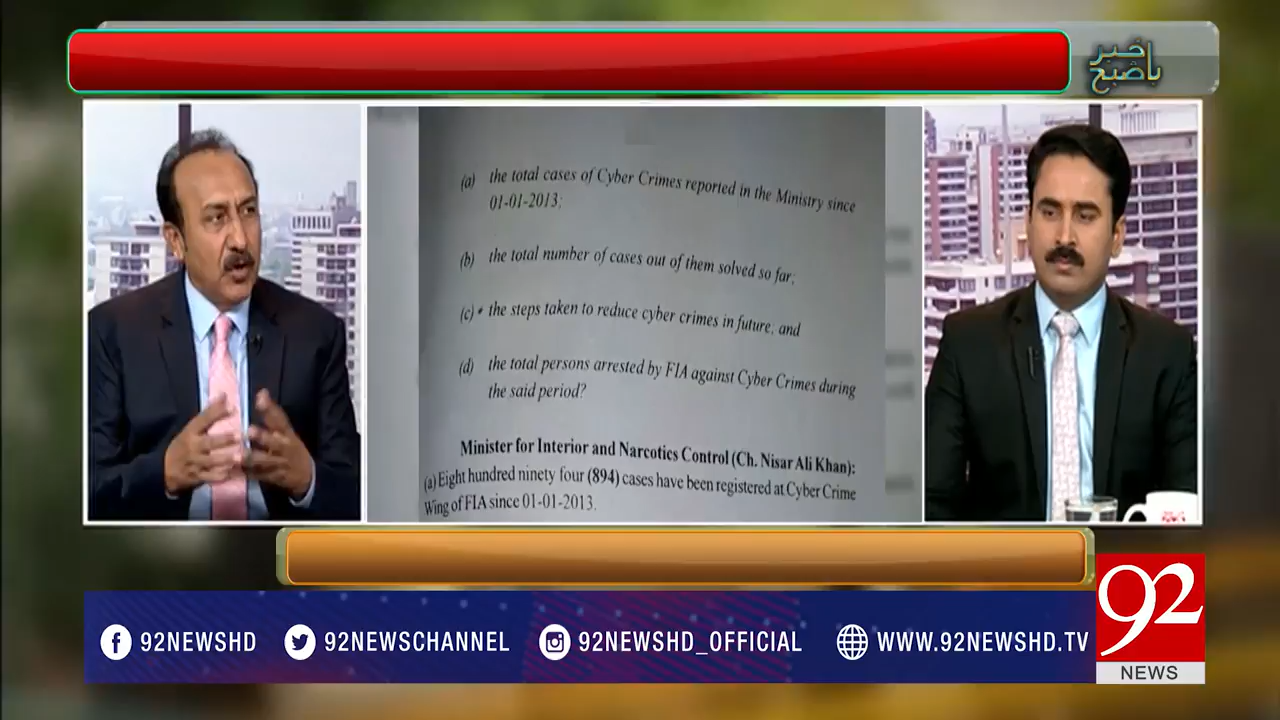 باخبر
صبح
(a) the total cases of Cyber Crimes reported in the Ministry since
01-01-2013;
(b) the total number of cases out of them solved so far;
(c) • the steps taken to reduce cyber crimes in future, and
(d) the total persons arrested by FIA against Cyber Crimes during
the said period?
Minister for Interior and Narcotics Control (Ch. Nisar Ali Khan):
(a) Eight hundred ninety four (894) cases have been registered at Cyber Crime
Wing of FIA since 01-01-2013.
92NEWSHD 92NEWSCHANNEL 92NEWSHD_OFFICIAL WWW.92NEWSHD.TV
92
NEWS